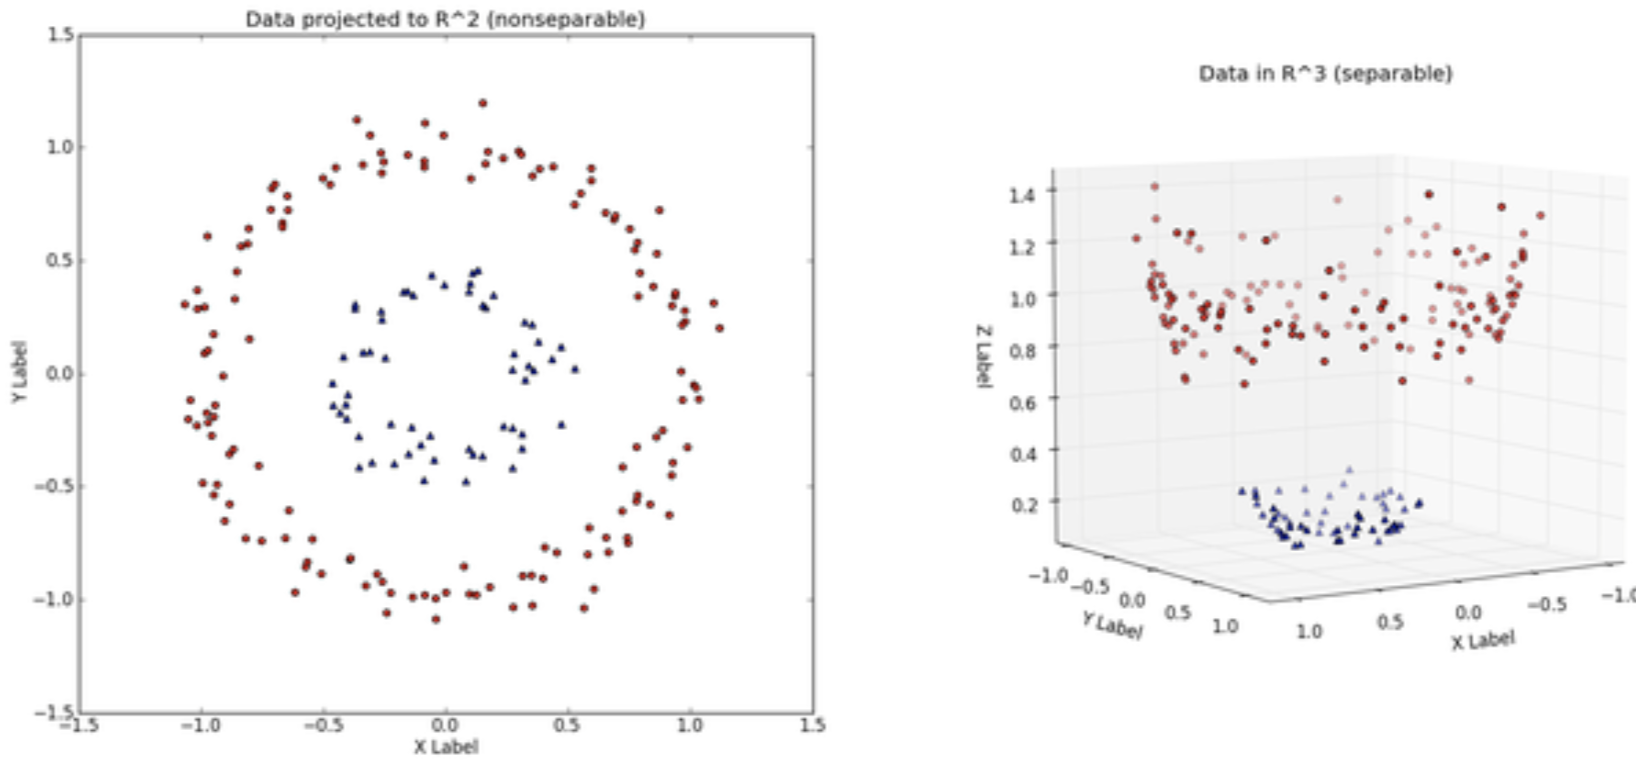 Data projected to R^2 (nonseparable)
1.5
1.0
0.5
0.0
−0.5
−1.0
−1.5
Y Label
−1.5 −1.0 −0.5 0.0 0.5 1.0 1.5
X Label
Data in R^3 (separable)
1.4
1.2
1.0
0.8
0.6
0.4
0.2
Z Label
−1.0 −0.5 0.0 0.5 1.0
Y Label
1.0 0.5 0.0 −0.5 −1.0
X Label